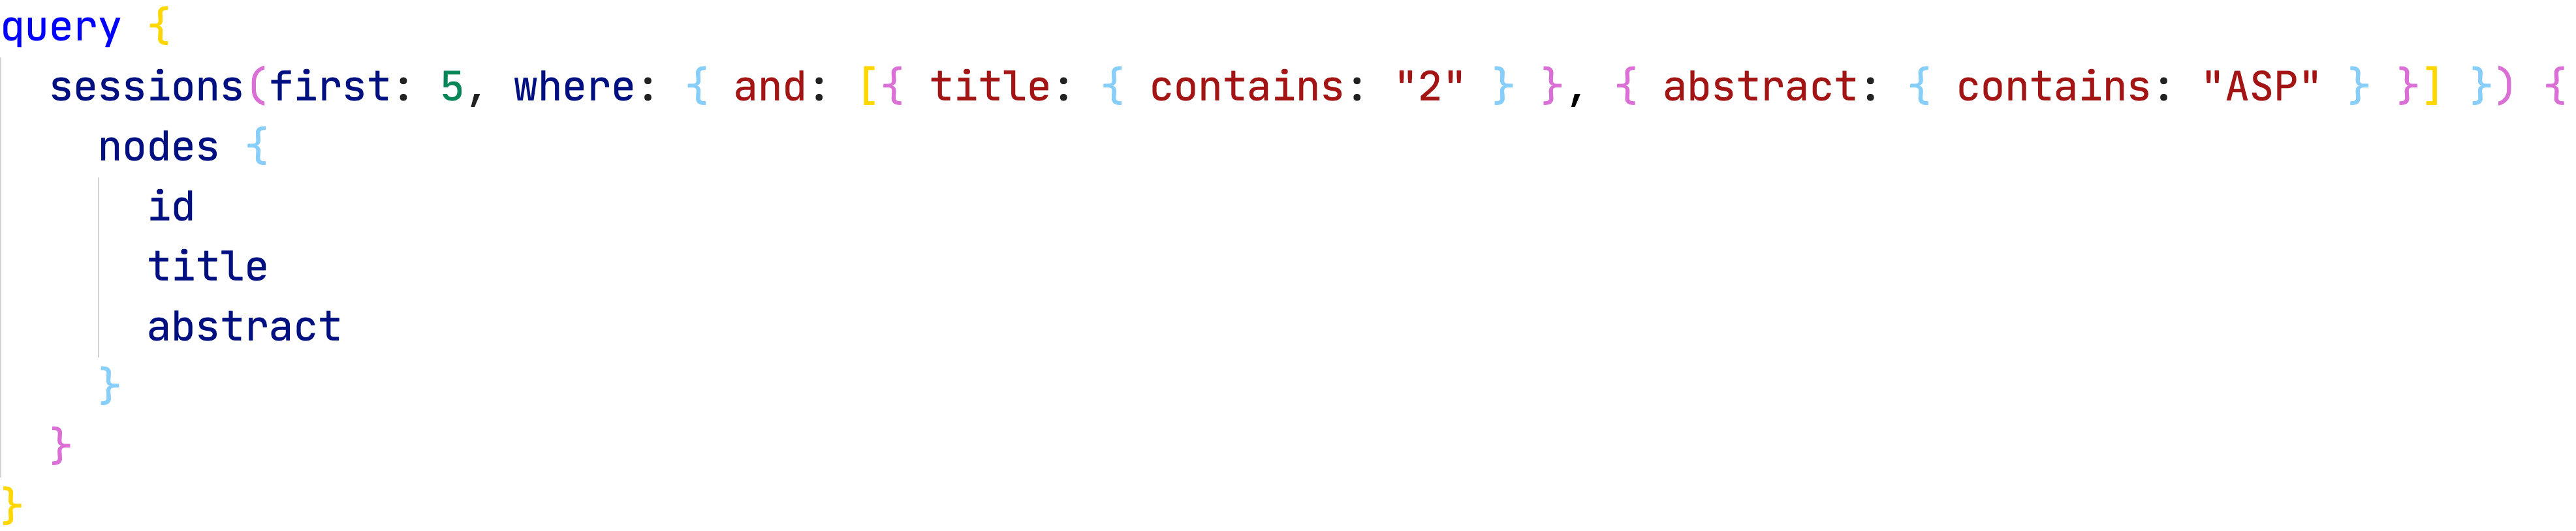 query {
  sessions(first: 5, where: { and: [{ title: { contains: "2" } }, { abstract: { contains: "ASP" } }] }) {
    nodes {
      id
      title
      abstract
    }
  }
}